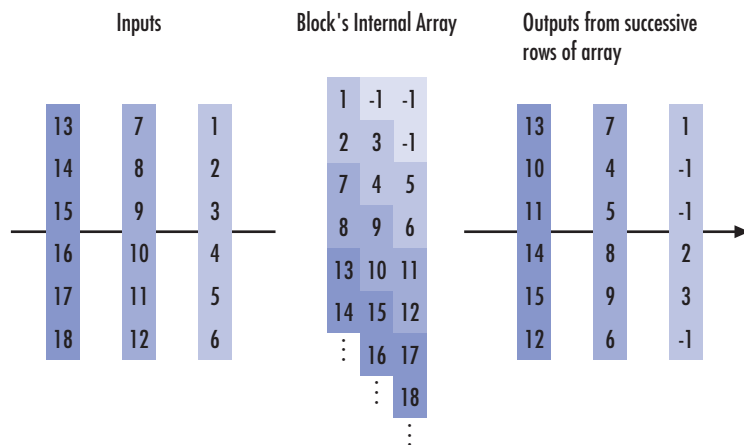 Inputs
13 7 1
14 8 2
15 9 3
16 10 4
17 11 5
18 12 6
Block's Internal Array
1 -1 -1
2 3 -1
7 4 5
8 9 6
13 10 11
14 15 12
16 17
18
Outputs from successive
rows of array
13 7 1
10 4 -1
11 5 -1
14 8 2
15 9 3
12 6 -1